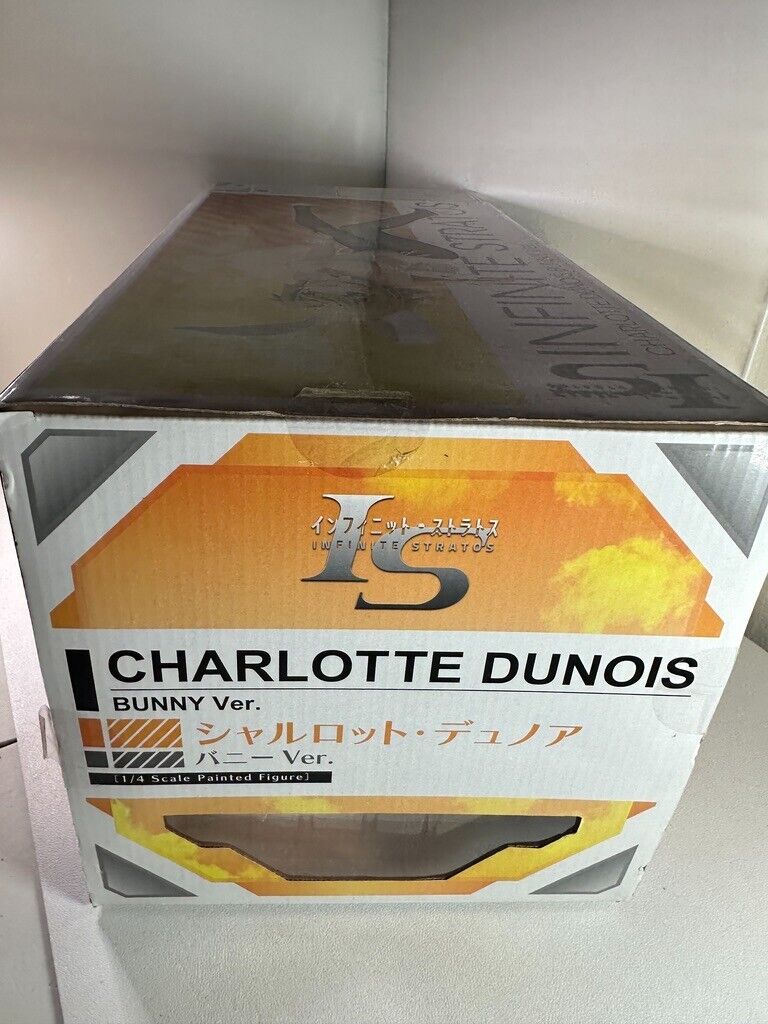 INFINITE STRATOS
IS
インフィニット・ストラトス
INFINITE STRATOS
CHARLOTTE DUNOIS
BUNNY Ver.
シャルロット・デュノア
バニー Ver.
[1/4 Scale Painted Figure]